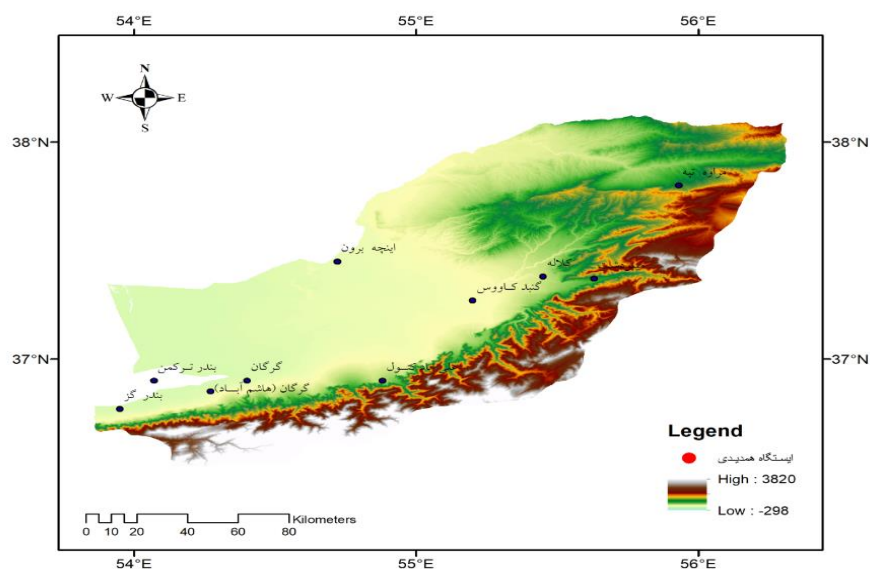 54°E 55°E 56°E
N
W E
S
38°N 38°N
مراوه تپه
اینچه برون
کلاله
گنبد کاووس
37°N 37°N
بندر ترکمن
گرگان
بندر گز
گرگان (هاشم آباد)
Legend
ایستگاه همدیدی
High : 3820
Low : -298
Kilometers
0 10 20 40 60 80
54°E 55°E 56°E